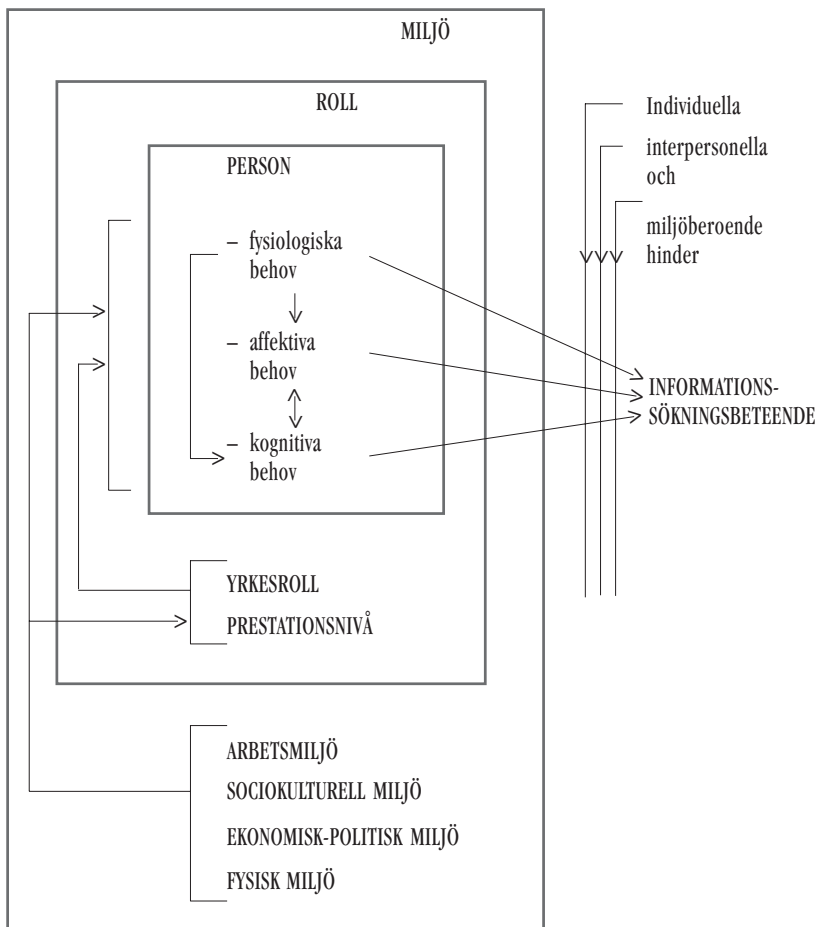 MILJÖ
ROLL
PERSON
– fysiologiska
behov
– affektiva
behov
– kognitiva
behov
YRKESROLL
PRESTATIONSNIVÅ
ARBETSMILJÖ
SOCIOKULTURELL MILJÖ
EKONOMISK-POLITISK MILJÖ
FYSISK MILJÖ
Individuella
interpersonella
och
miljöberoende
hinder
INFORMATIONS-
SÖKNINGSBETEENDE